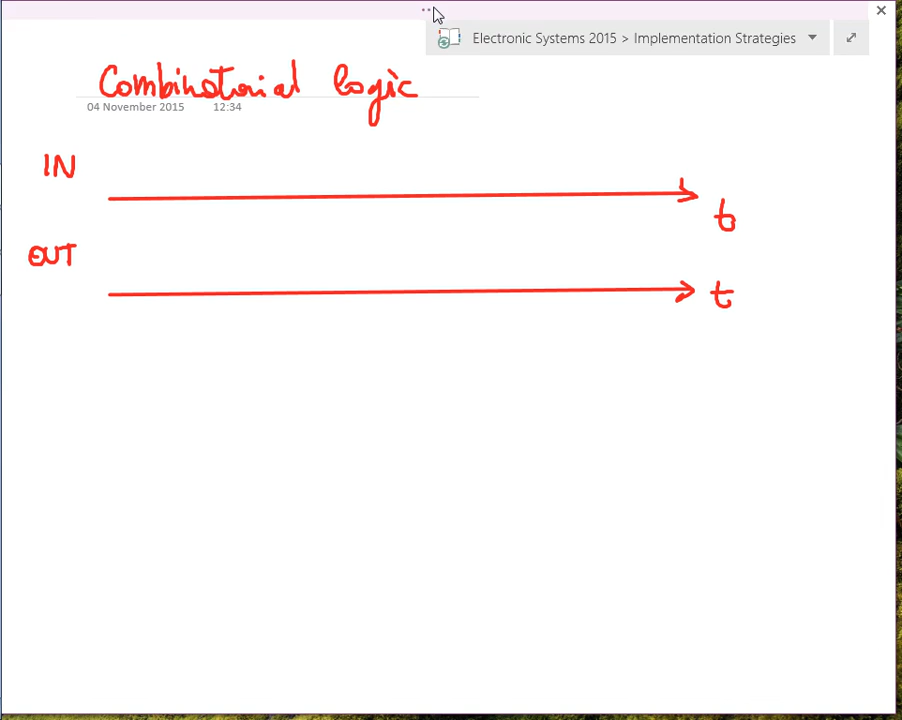 Electronic Systems 2015 > Implementation Strategies
Combinatorial logic
04 November 2015 12:34
IN
t
OUT
t